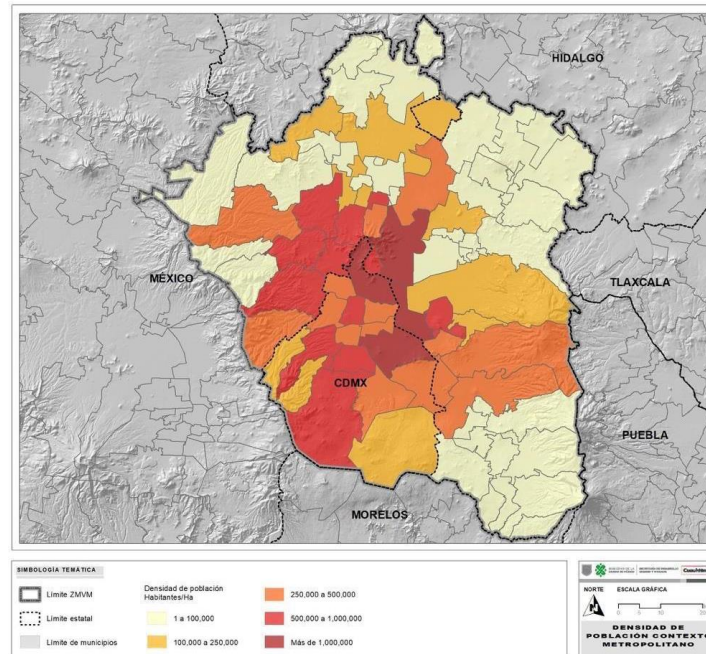 HIDALGO
MÉXICO
TLAXCALA
CDMX
PUEBLA
MORELOS
SIMBOLOGÍA TEMÁTICA
Límite ZMVM
Límite estatal
Límite de municipios
Densidad de población
Habitantes/Ha
1 a 100,000
100,000 a 250,000
250,000 a 500,000
500,000 a 1,000,000
Más de 1,000,000
NORTE
ESCALA GRÁFICA
DENSIDAD DE
POBLACIÓN CONTEXTO
METROPOLITANO